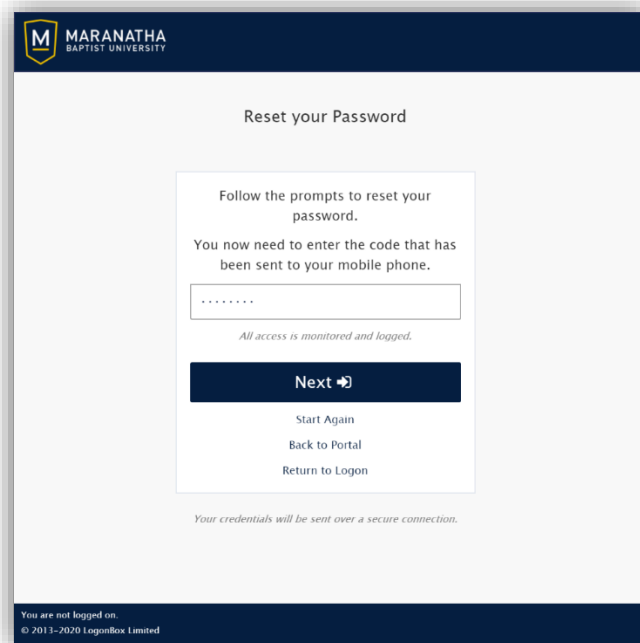 M MARANATHA
BAPTIST UNIVERSITY
Reset your Password
Follow the prompts to reset your
password.
You now need to enter the code that has
been sent to your mobile phone.
........
All access is monitored and logged.
Next
Start Again
Back to Portal
Return to Logon
Your credentials will be sent over a secure connection.
You are not logged on.
© 2013-2020 LogonBox Limited